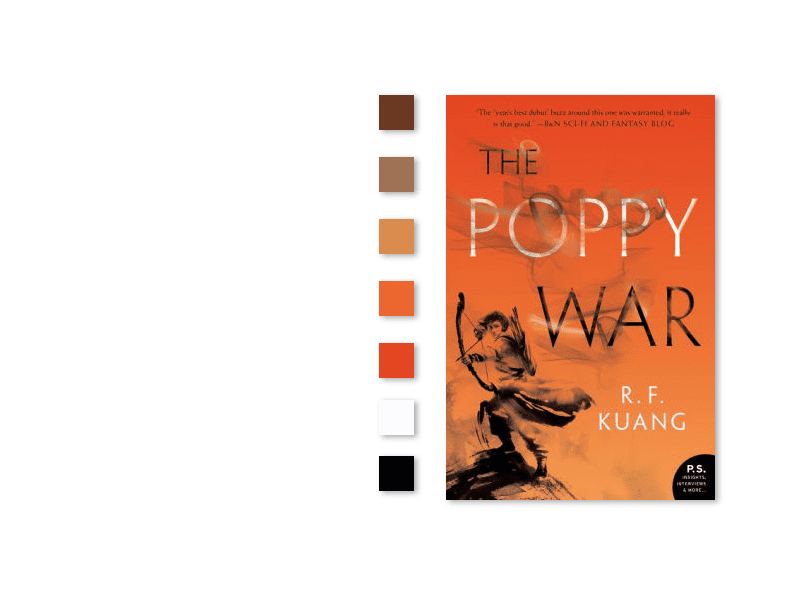 "The 'year's best debut' buzz around this one was warranted; it really
is that good." —B&N SCI-FI AND FANTASY BLOG
THE
POPPY
WAR
R. F.
KUANG
P.S.
INSIGHTS,
INTERVIEWS
& MORE...